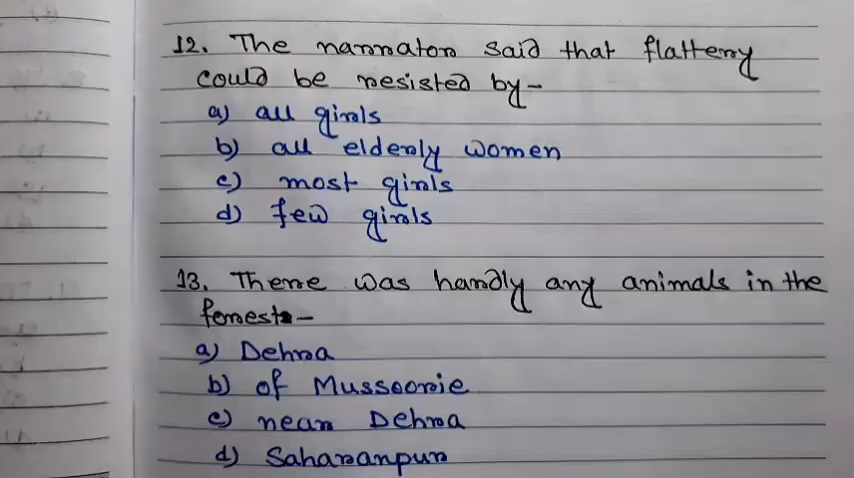 12. The narrator said that flattery
could be resisted by-
a) all girls
b) all elderly women
c) most girls
d) few girls
13. There was hardly any animals in the
forest-
a) Dehra
b) of Mussoorie
c) near Dehra
d) Saharanpur